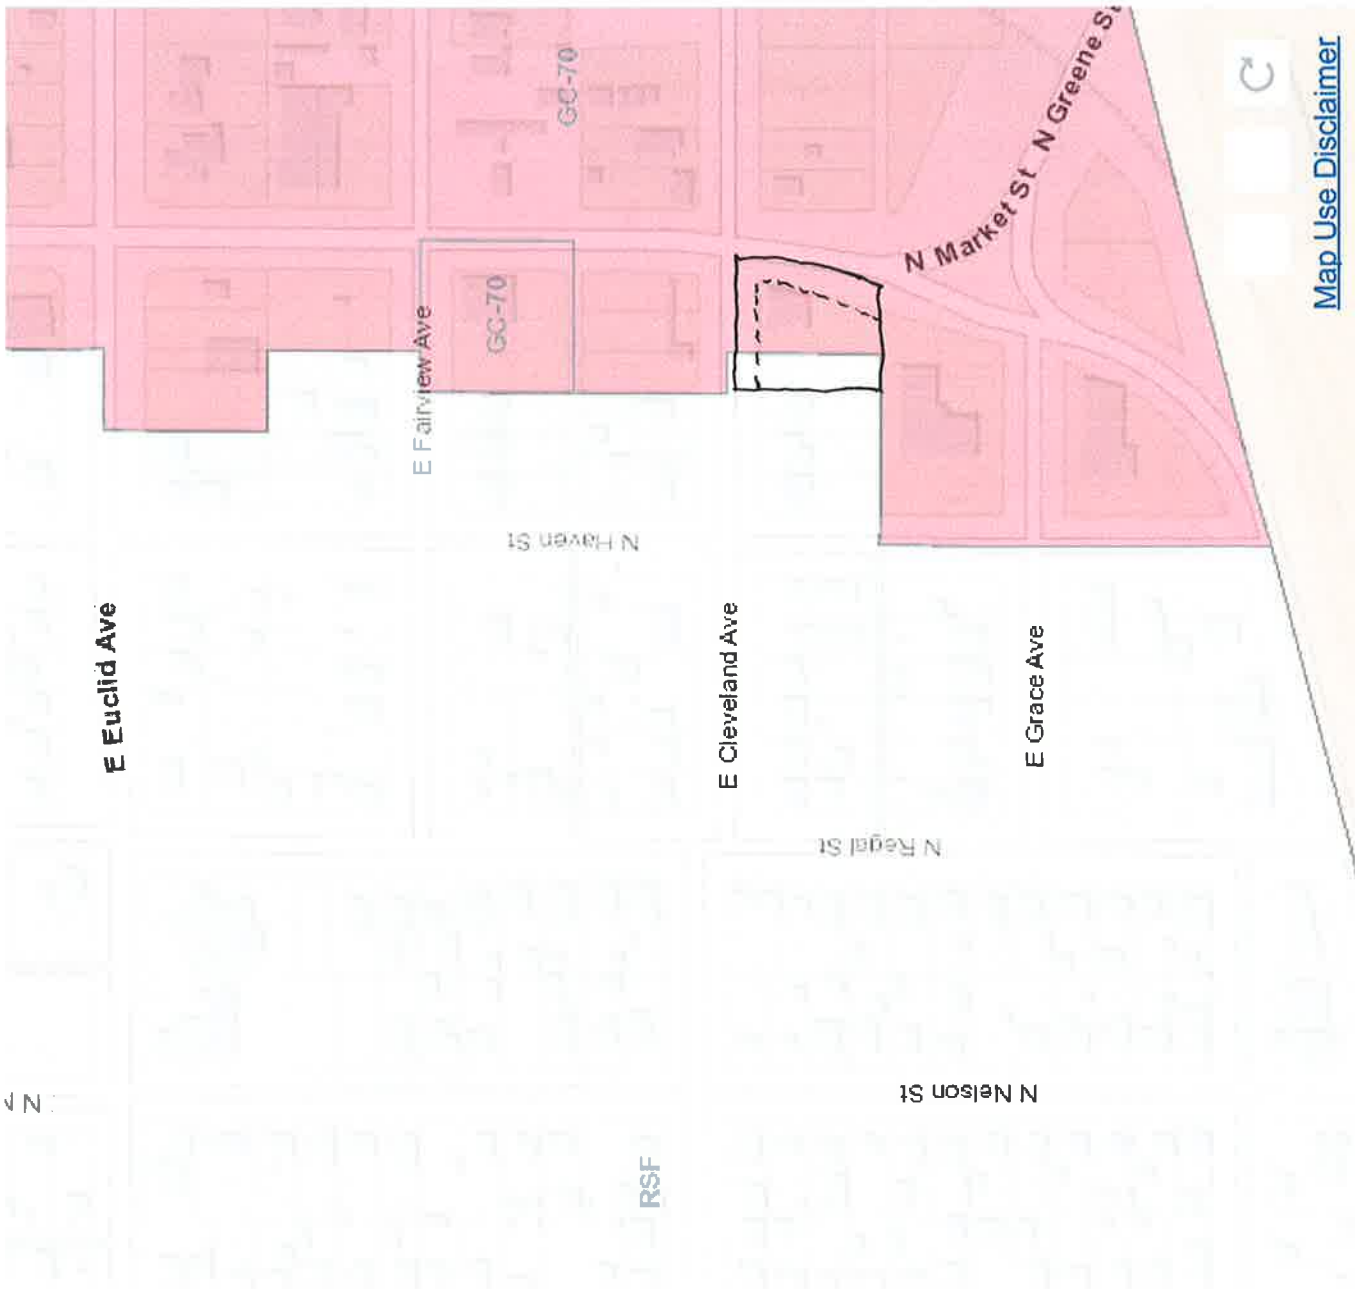 GC-70
N Market St N Greene St
Map Use Disclaimer
GC-70
E Fairview Ave
N Haven St
E Euclid Ave
E Cleveland Ave
E Grace Ave
N Regal St
N Nelson St
N
RSF